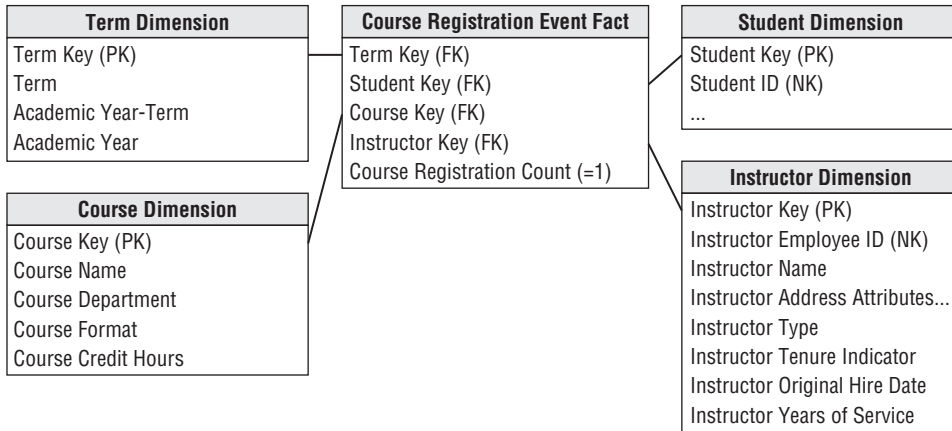 Term Dimension
Term Key (PK)
Term
Academic Year-Term
Academic Year
Course Dimension
Course Key (PK)
Course Name
Course Department
Course Format
Course Credit Hours
Course Registration Event Fact
Term Key (FK)
Student Key (FK)
Course Key (FK)
Instructor Key (FK)
Course Registration Count (=1)
Student Dimension
Student Key (PK)
Student ID (NK)
...
Instructor Dimension
Instructor Key (PK)
Instructor Employee ID (NK)
Instructor Name
Instructor Address Attributes...
Instructor Type
Instructor Tenure Indicator
Instructor Original Hire Date
Instructor Years of Service